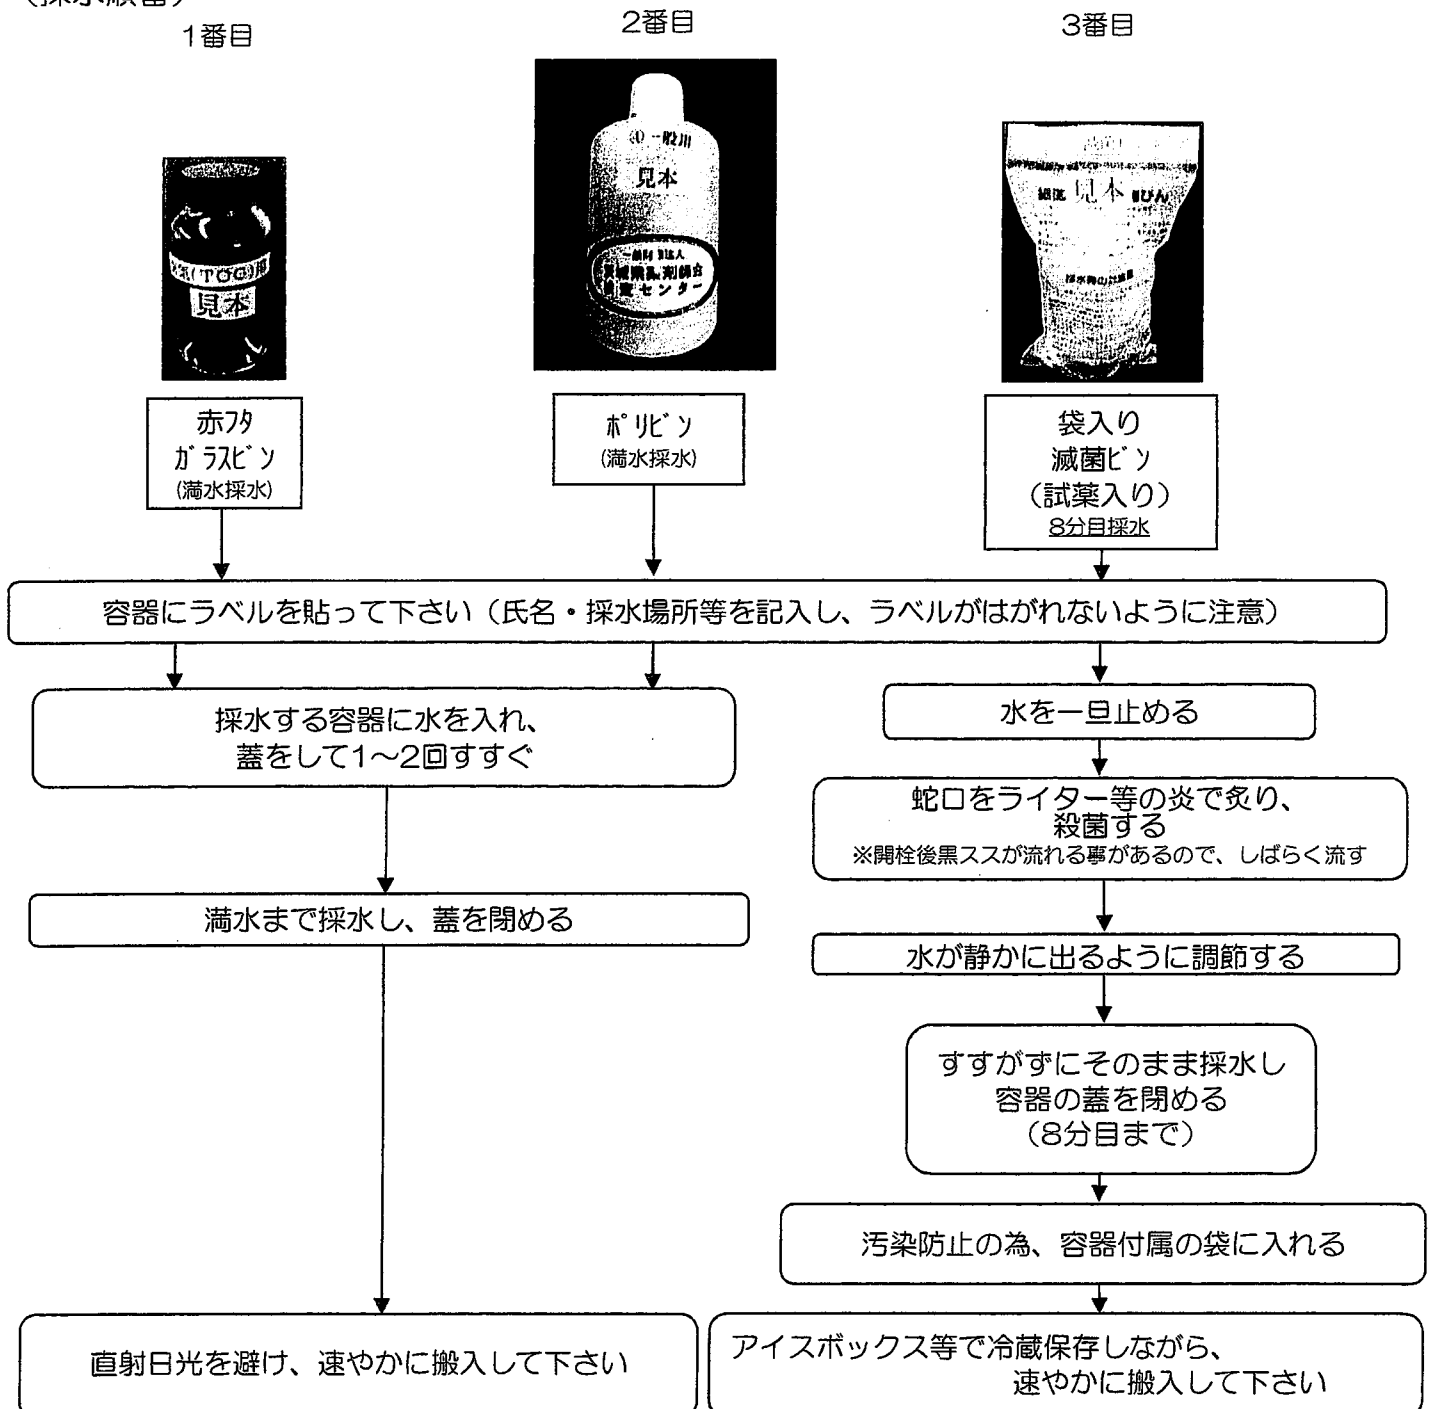 (採水順番)
1番目
2番目
3番目
(TOC)
見本
一般用
見本
センター
見本
赤フタ
ガラスビン
(満水採水)
ポリビン
(満水採水)
袋入り
滅菌ビン
(試薬入り)
8分目採水
容器にラベルを貼って下さい(氏名・採水場所等を記入し、ラベルがはがれないように注意)
採水する容器に水を入れ、
蓋をして1~2回すすぐ
満水まで採水し、蓋を閉める
直射日光を避け、速やかに搬入して下さい
水を一旦止める
蛇口をライター等の炎で炙り、
殺菌する
※開栓後黒ススが流れる事があるので、しばらく流す
水が静かに出るように調節する
すすがずにそのまま採水し
容器の蓋を閉める
(8分目まで)
汚染防止の為、容器付属の袋に入れる
アイスボックス等で冷蔵保存しながら、
速やかに搬入して下さい